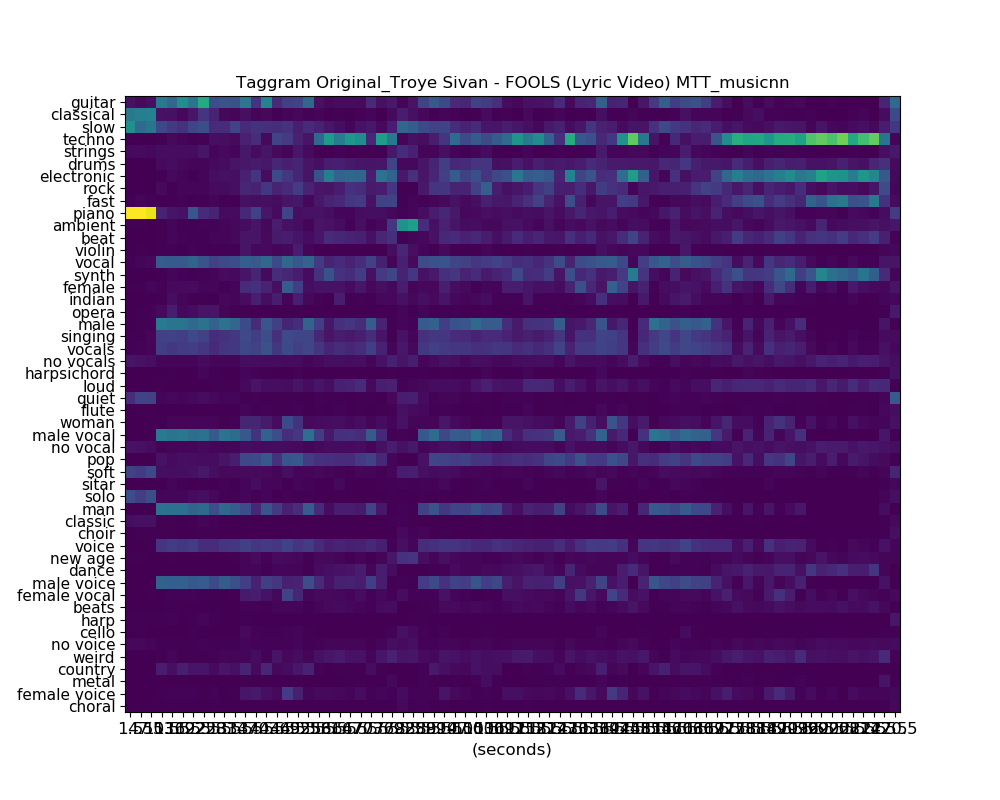 Taggram Original_Troye Sivan - FOOLS (Lyric Video) MTT_musicnn
guitar
classical
slow
techno
strings
drums
electronic
rock
fast
piano
ambient
beat
violin
vocal
synth
female
indian
opera
male
singing
vocals
no vocals
harpsichord
loud
quiet
flute
woman
male vocal
no vocal
pop
soft
sitar
solo
man
classic
choir
voice
new age
dance
male voice
female vocal
beats
harp
cello
no voice
weird
country
metal
female voice
choral
(seconds)